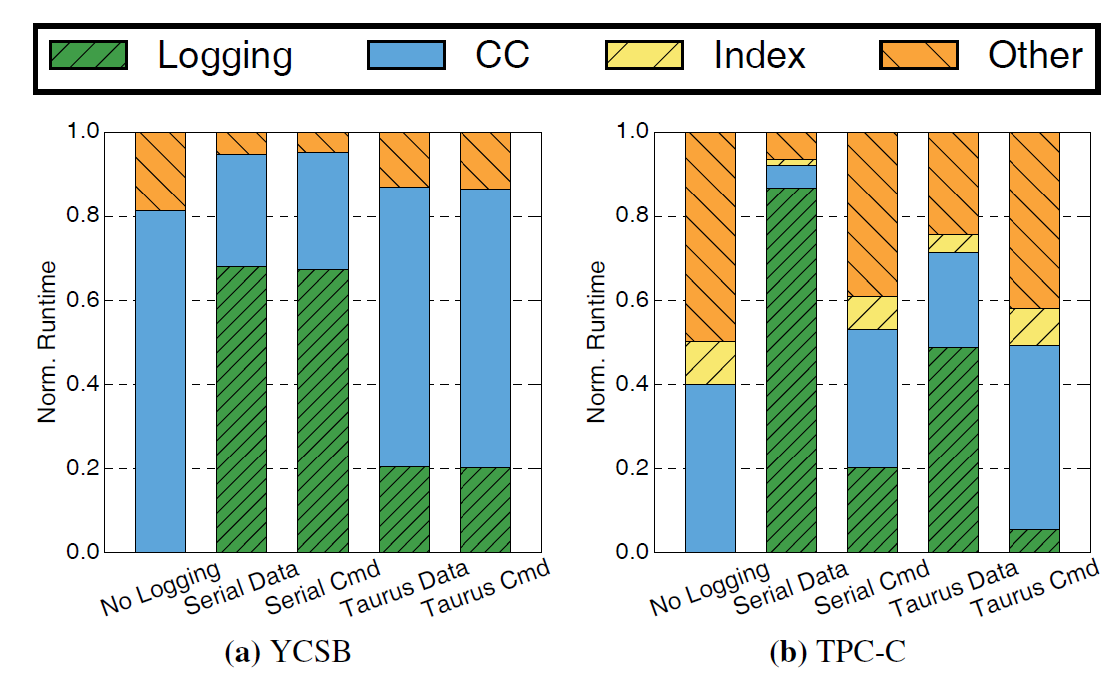 Logging CC Index Other
Norm. Runtime
1.0
0.8
0.6
0.4
0.2
0.0
No Logging Serial Data Serial Cmd Taurus Data Taurus Cmd
(a) YCSB
Norm. Runtime
1.0
0.8
0.6
0.4
0.2
0.0
No Logging Serial Data Serial Cmd Taurus Data Taurus Cmd
(b) TPC-C